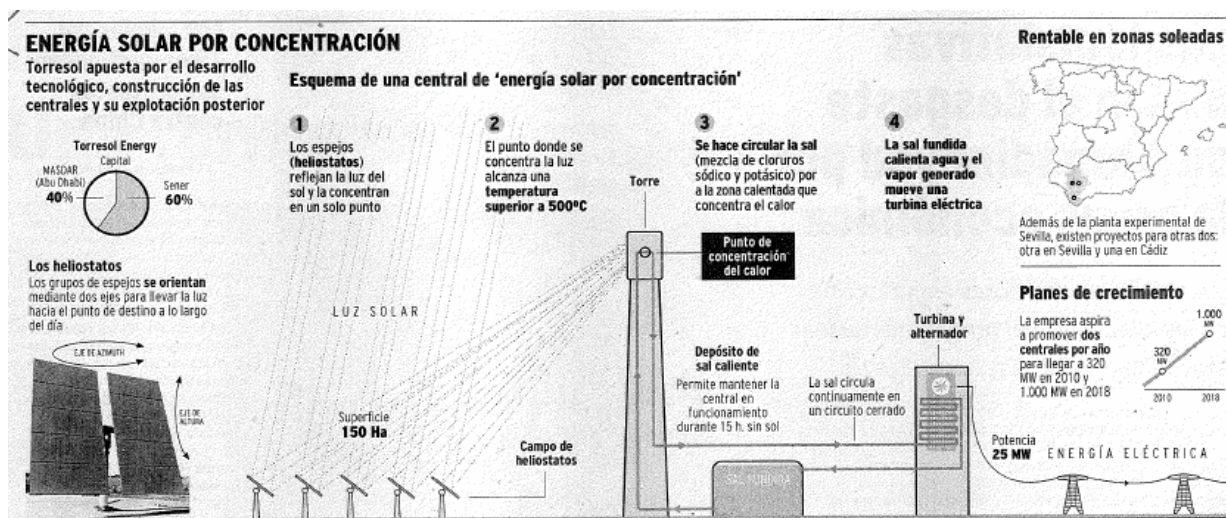 ENERGÍA SOLAR POR CONCENTRACIÓN
Torresol apuesta por el desarrollo
tecnológico, construcción de las
centrales y su explotación posterior
Torresol Energy
Capital
MASDAR
(Abu Dhabi)
40%
Sener
60%
Los heliostatos
Los grupos de espejos se orientan
mediante dos ejes para llevar la luz
hacia el punto de destino a lo largo
del día
EJE DE AZIMUTH
EJE DE
ALTURA
Esquema de una central de 'energía solar por concentración'
1
Los espejos
(heliostatos)
reflejan la luz del
sol y la concentran
en un solo punto
2
El punto donde se
concentra la luz
alcanza una
temperatura
superior a 500ºC
3
Se hace circular la sal
(mezcla de cloruros
sódico y potásico) por
a la zona calentada que
concentra el calor
4
La sal fundida
calienta agua y el
vapor generado
mueve una
turbina eléctrica
Torre
Punto de
concentración
del calor
LUZ SOLAR
Superficie
150 Ha
Campo de
heliostatos
Depósito de
sal caliente
Permite mantener la
central en
funcionamiento
durante 15 h. sin sol
La sal circula
continuamente en
un circuito cerrado
SAL FUNDIDA
Turbina y
alternador
Potencia
25 MW
ENERGÍA ELÉCTRICA
Rentable en zonas soleadas
Además de la planta experimental de
Sevilla, existen proyectos para otras dos:
otra en Sevilla y una en Cádiz
Planes de crecimiento
La empresa aspira
a promover dos
centrales por año
para llegar a 320
MW en 2010 y
1.000 MW en 2018
320
MW
1.000
MW
2010
2018